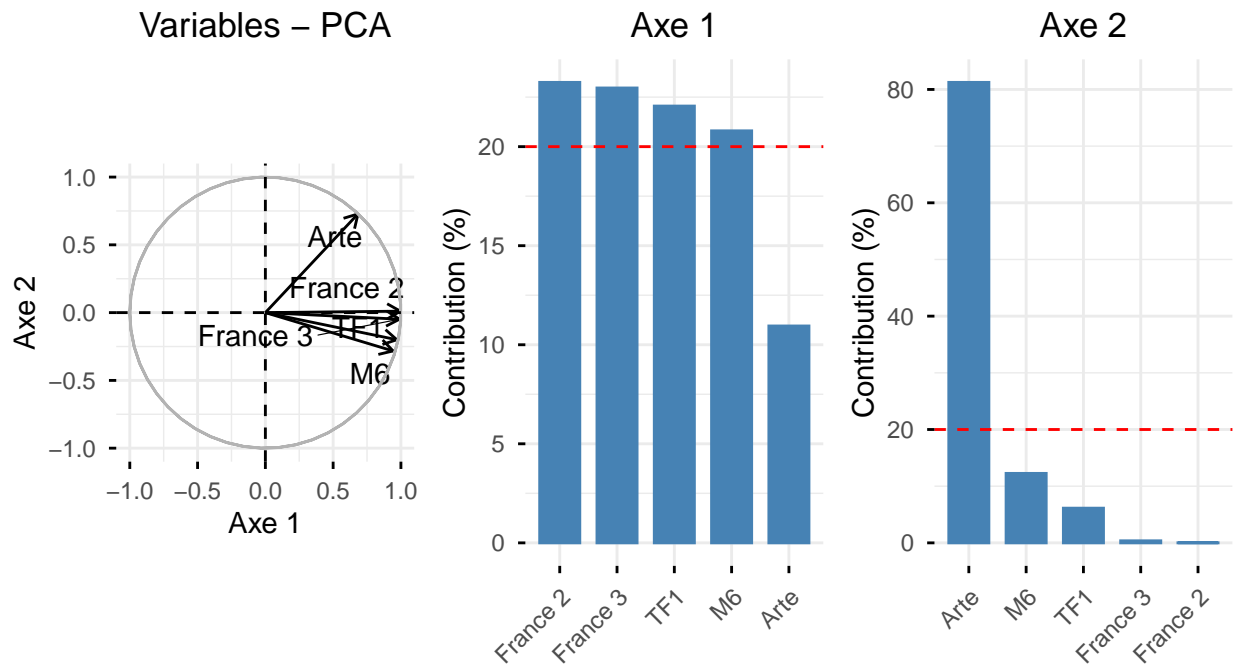 Variables − PCA
Axe 2
1.0
0.5
0.0
−0.5
−1.0
Arte
France 2
TF1
France 3
M6
−1.0 −0.5 0.0 0.5 1.0
Axe 1
Axe 1
Contribution (%)
20
15
10
5
0
France 2
France 3
TF1
M6
Arte
Axe 2
Contribution (%)
80
60
40
20
0
Arte
M6
TF1
France 3
France 2